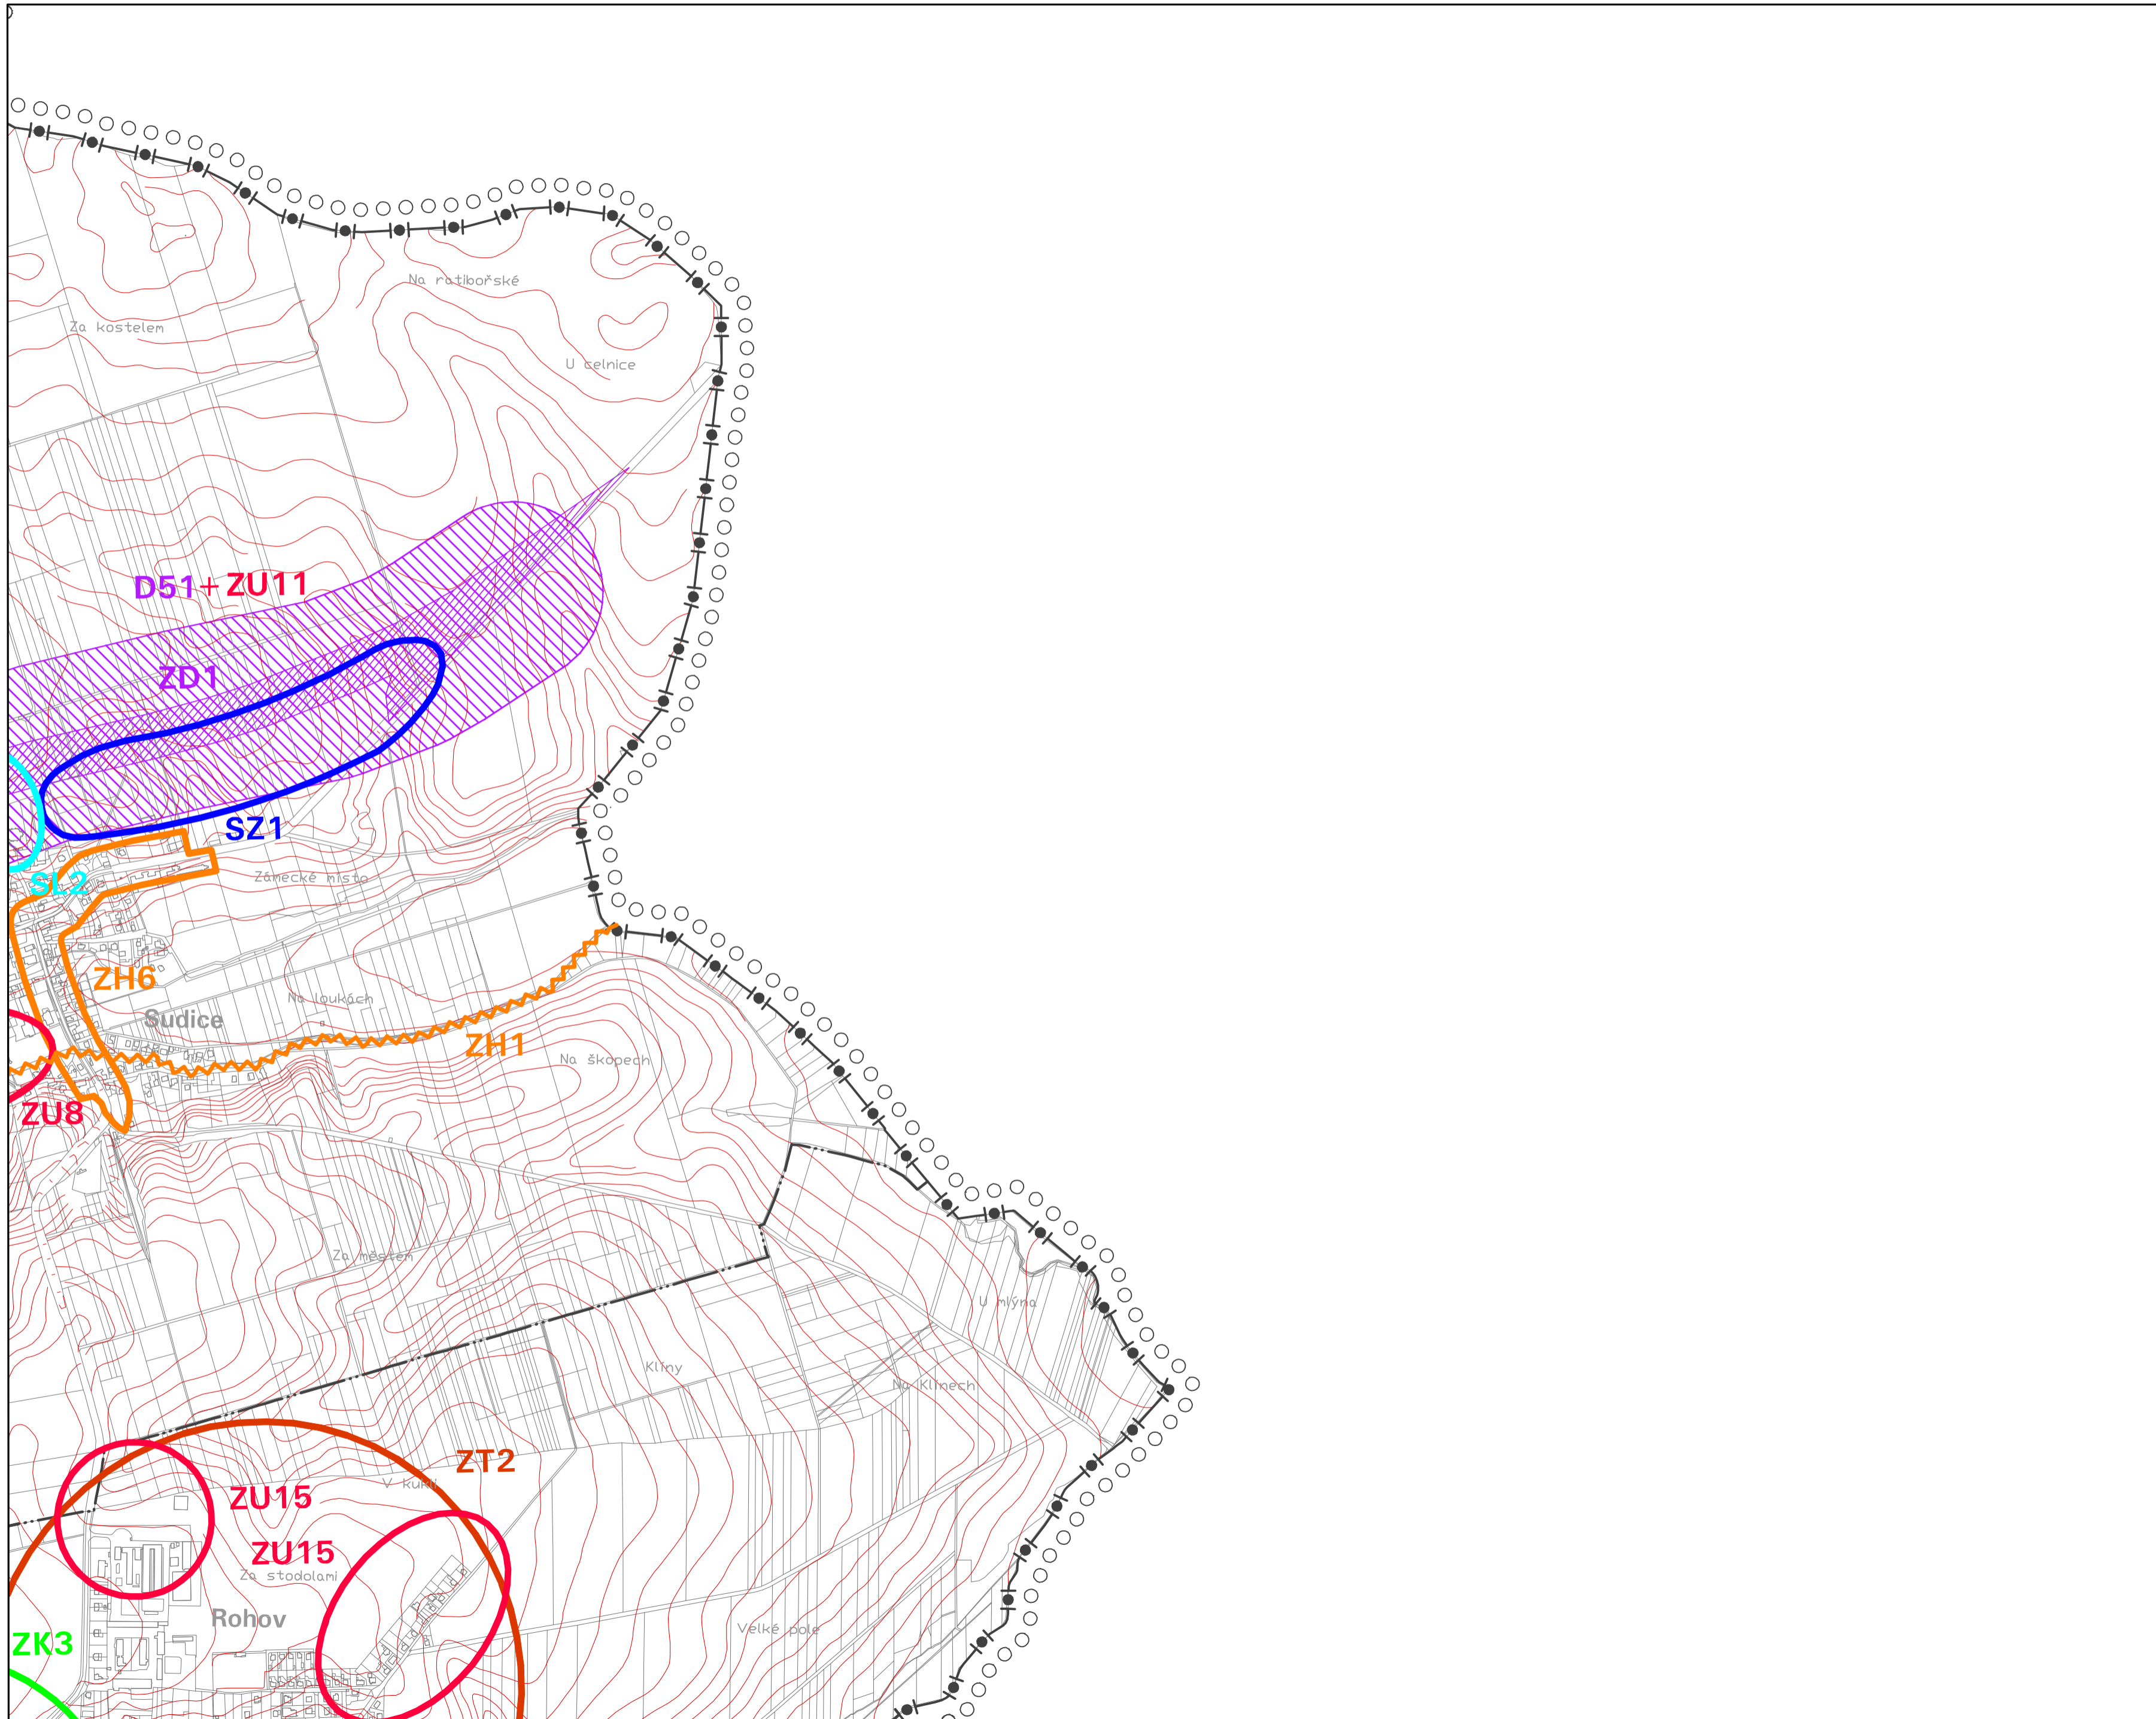 Na ratibořské
Za kostelem
U celnice
D51+ZU11
ZD1
SZ1
Zámecké místo
SL2
ZH6
Na loukách
Sudice
ZH1
Na škopech
ZU8
Za městem
U mlýna
Klíny
Na Klínech
ZT2
ZU15
ZU15
Za stodolami
Rohov
Velké pole
ZK3